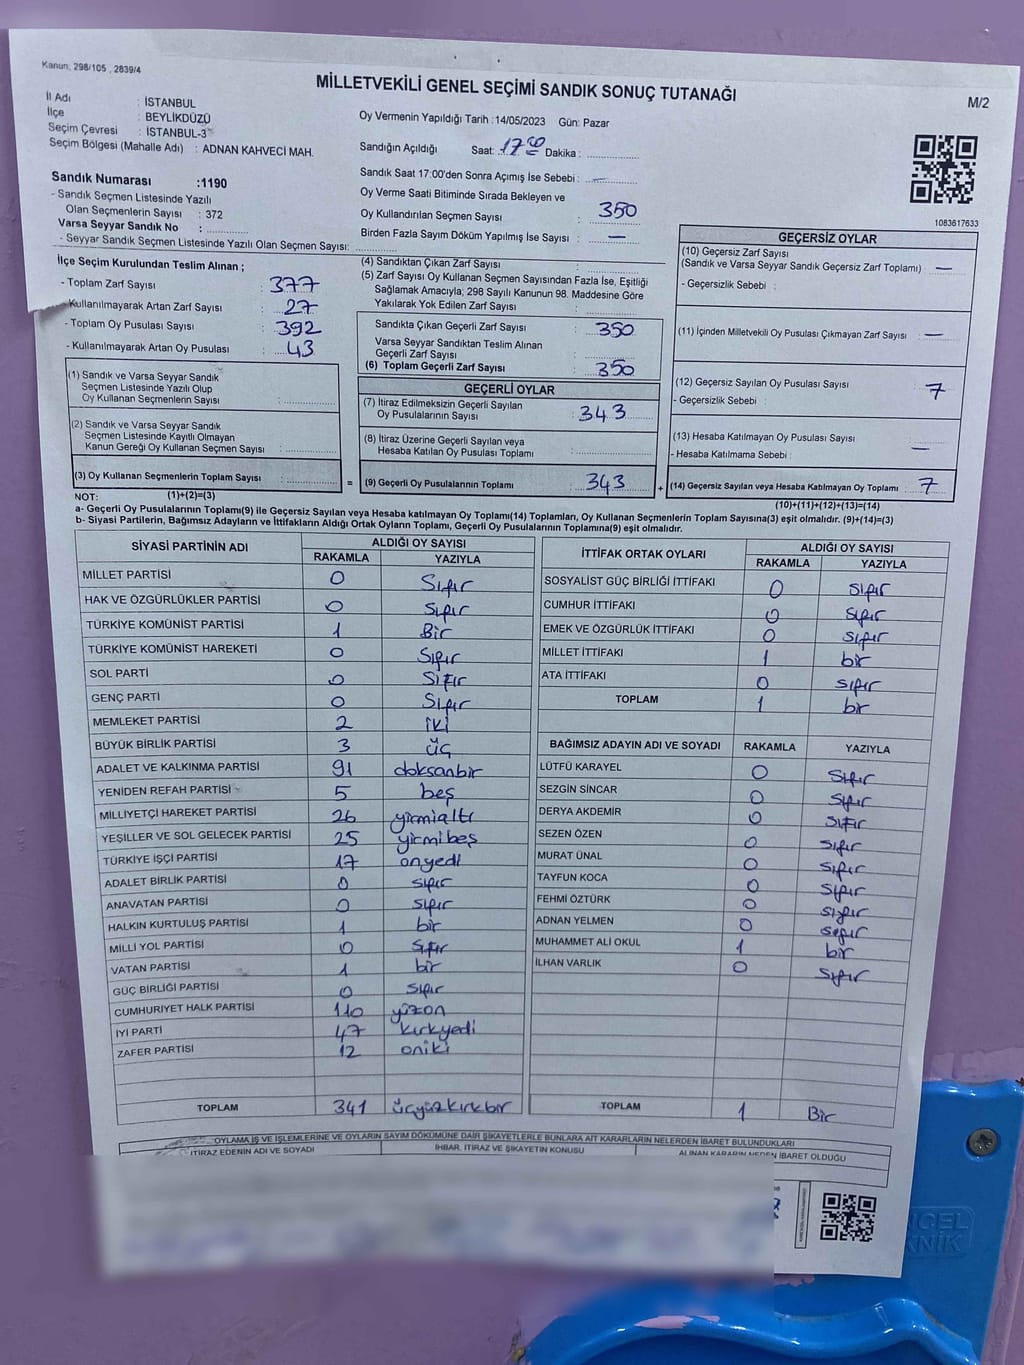 Kanun; 298/105 , 2839/4
MİLLETVEKİLİ GENEL SEÇİMİ SANDIK SONUÇ TUTANAĞI
M/2
İl Adı : İSTANBUL
İlçe : BEYLİKDÜZÜ
Seçim Çevresi : İSTANBUL-3
Seçim Bölgesi (Mahalle Adı) : ADNAN KAHVECİ MAH.
Sandık Numarası :1190
- Sandık Seçmen Listesinde Yazılı
Olan Seçmenlerin Sayısı : 372
Varsa Seyyar Sandık No :
- Seyyar Sandık Seçmen Listesinde Yazılı Olan Seçmen Sayısı:
Oy Vermenin Yapıldığı Tarih :14/05/2023 Gün: Pazar
Sandığın Açıldığı Saat: 17 00 Dakika :
Sandık Saat 17:00'den Sonra Açımış İse Sebebi : —
Oy Verme Saati Bitiminde Sırada Bekleyen ve
Oy Kullandırılan Seçmen Sayısı : 350
Birden Fazla Sayım Döküm Yapılmış İse Sayısı : —
1083617633
İlçe Seçim Kurulundan Teslim Alınan ;
- Toplam Zarf Sayısı : 377
- Kullanılmayarak Artan Zarf Sayısı : 27
- Toplam Oy Pusulası Sayısı : 392
- Kullanılmayarak Artan Oy Pusulası : 43
(1) Sandık ve Varsa Seyyar Sandık
Seçmen Listesinde Yazılı Olup
Oy Kullanan Seçmenlerin Sayısı :
(2) Sandık ve Varsa Seyyar Sandık
Seçmen Listesinde Kayıtlı Olmayan
Kanun Gereği Oy Kullanan Seçmen Sayısı :
(3) Oy Kullanan Seçmenlerin Toplam Sayısı :
(4) Sandıktan Çıkan Zarf Sayısı :
(5) Zarf Sayısı Oy Kullanan Seçmen Sayısından Fazla İse, Eşitliği
Sağlamak Amacıyla; 298 Sayılı Kanunun 98. Maddesine Göre
Yakılarak Yok Edilen Zarf Sayısı :
Sandıkta Çıkan Geçerli Zarf Sayısı : 350
Varsa Seyyar Sandıktan Teslim Alınan
Geçerli Zarf Sayısı :
(6) Toplam Geçerli Zarf Sayısı : 350
GEÇERLİ OYLAR
(7) İtiraz Edilmeksizin Geçerli Sayılan
Oy Pusulalarının Sayısı : 343
(8) İtiraz Üzerine Geçerli Sayılan veya
Hesaba Katılan Oy Pusulası Toplamı :
= (9) Geçerli Oy Pusulalarının Toplamı : 343
GEÇERSİZ OYLAR
(10) Geçersiz Zarf Sayısı
(Sandık ve Varsa Seyyar Sandık Geçersiz Zarf Toplamı) : —
- Geçersizlik Sebebi :
(11) İçinden Milletvekili Oy Pusulası Çıkmayan Zarf Sayısı : —
(12) Geçersiz Sayılan Oy Pusulası Sayısı : 7
- Geçersizlik Sebebi :
(13) Hesaba Katılmayan Oy Pusulası Sayısı : —
- Hesaba Katılmama Sebebi :
+ (14) Geçersiz Sayılan veya Hesaba Katılmayan Oy Toplamı : 7
NOT: (1)+(2)=(3)
(10)+(11)+(12)+(13)=(14)
a- Geçerli Oy Pusulalarının Toplamı(9) ile Geçersiz Sayılan veya Hesaba Katılmayan Oy Toplamı(14) Toplamları, Oy Kullanan Seçmenlerin Toplam Sayısına(3) eşit olmalıdır. (9)+(14)=(3)
b- Siyasi Partilerin, Bağımsız Adayların ve İttifakların Aldığı Ortak Oyların Toplamı, Geçerli Oy Pusulalarının Toplamına(9) eşit olmalıdır.
SİYASİ PARTİNİN ADI ALDIĞI OY SAYISI
RAKAMLA YAZIYLA
MİLLET PARTİSİ 0 Sıfır
HAK VE ÖZGÜRLÜKLER PARTİSİ 0 Sıfır
TÜRKİYE KOMÜNİST PARTİSİ 1 Bir
TÜRKİYE KOMÜNİST HAREKETİ 0 Sıfır
SOL PARTİ 0 Sıfır
GENÇ PARTİ 0 Sıfır
MEMLEKET PARTİSİ 2 iki
BÜYÜK BİRLİK PARTİSİ 3 üç
ADALET VE KALKINMA PARTİSİ 91 doksanbir
YENİDEN REFAH PARTİSİ 5 beş
MİLLİYETÇİ HAREKET PARTİSİ 26 yirmialtı
YEŞİLLER VE SOL GELECEK PARTİSİ 25 yirmibeş
TÜRKİYE İŞÇİ PARTİSİ 17 onyedi
ADALET BİRLİK PARTİSİ 0 sıfır
ANAVATAN PARTİSİ 0 sıfır
HALKIN KURTULUŞ PARTİSİ 1 bir
MİLLİ YOL PARTİSİ 0 Sıfır
VATAN PARTİSİ 1 bir
GÜÇ BİRLİĞİ PARTİSİ 0 sıfır
CUMHURİYET HALK PARTİSİ 110 yüzon
İYİ PARTİ 47 kırkyedi
ZAFER PARTİSİ 12 oniki
TOPLAM 341 üçyüzkırkbir
İTTİFAK ORTAK OYLARI ALDIĞI OY SAYISI
RAKAMLA YAZIYLA
SOSYALİST GÜÇ BİRLİĞİ İTTİFAKI 0 sıfır
CUMHUR İTTİFAKI 0 sıfır
EMEK VE ÖZGÜRLÜK İTTİFAKI 0 sıfır
MİLLET İTTİFAKI 1 bir
ATA İTTİFAKI 0 sıfır
TOPLAM 1 bir
BAĞIMSIZ ADAYIN ADI VE SOYADI RAKAMLA YAZIYLA
LÜTFÜ KARAYEL 0 Sıfır
SEZGİN SİNCAR 0 Sıfır
DERYA AKDEMİR 0 Sıfır
SEZEN ÖZEN 0 Sıfır
MURAT ÜNAL 0 Sıfır
TAYFUN KOCA 0 Sıfır
FEHMİ ÖZTÜRK 0 sıfır
ADNAN YELMEN 0 sıfır
MUHAMMET ALİ OKUL 1 bir
İLHAN VARLIK 0 Sıfır
TOPLAM 1 Bir
OYLAMA İŞ VE İŞLEMLERİNE VE OYLARIN SAYIM DÖKÜMÜNE DAİR ŞİKAYETLERLE BUNLARA AİT KARARLARIN NELERDEN İBARET BULUNDUKLARI
İTİRAZ EDENİN ADI VE SOYADI İHBAR, İTİRAZ VE ŞİKAYETİN KONUSU ALINAN KARARIN NEDEN İBARET OLDUĞU